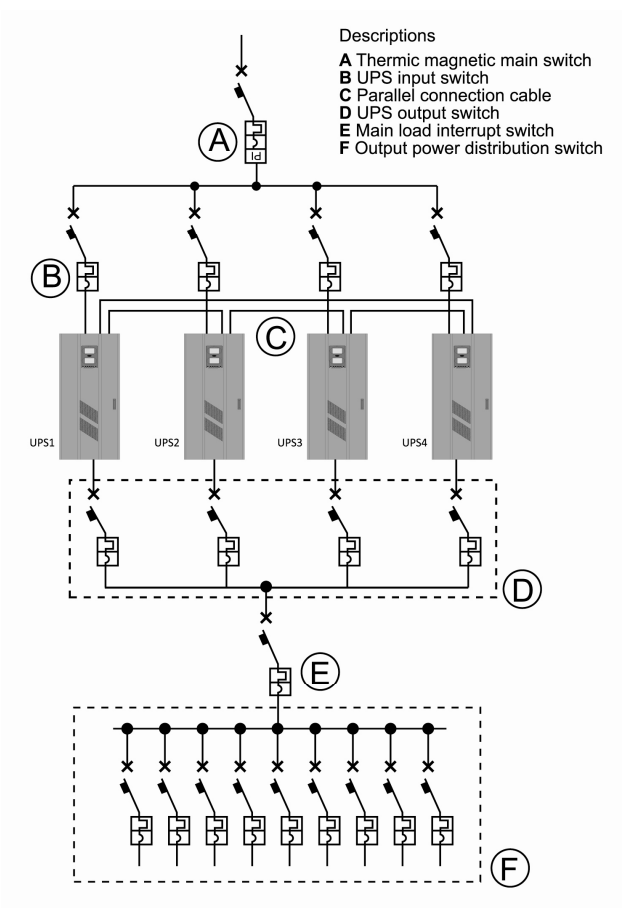 Descriptions
A Thermic magnetic main switch
B UPS input switch
C Parallel connection cable
D UPS output switch
E Main load interrupt switch
F Output power distribution switch
A
PI
B
C
UPS1
UPS2
UPS3
UPS4
D
E
F